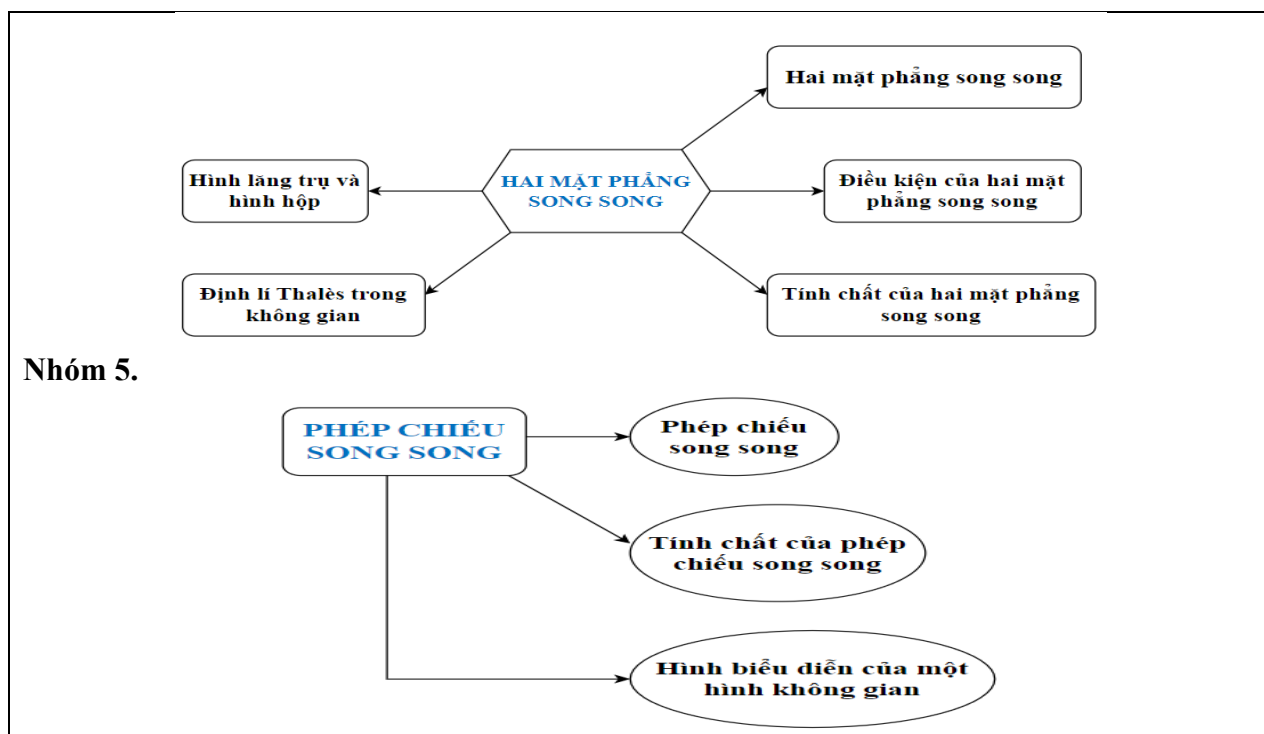 Hai mặt phẳng song song
Hình lăng trụ và
hình hộp
HAI MẶT PHẲNG
SONG SONG
Điều kiện của hai mặt
phẳng song song
Định lí Thalès trong
không gian
Tính chất của hai mặt phẳng
song song
Nhóm 5.
PHÉP CHIẾU
SONG SONG
Phép chiếu
song song
Tính chất của phép
chiếu song song
Hình biểu diễn của một
hình không gian